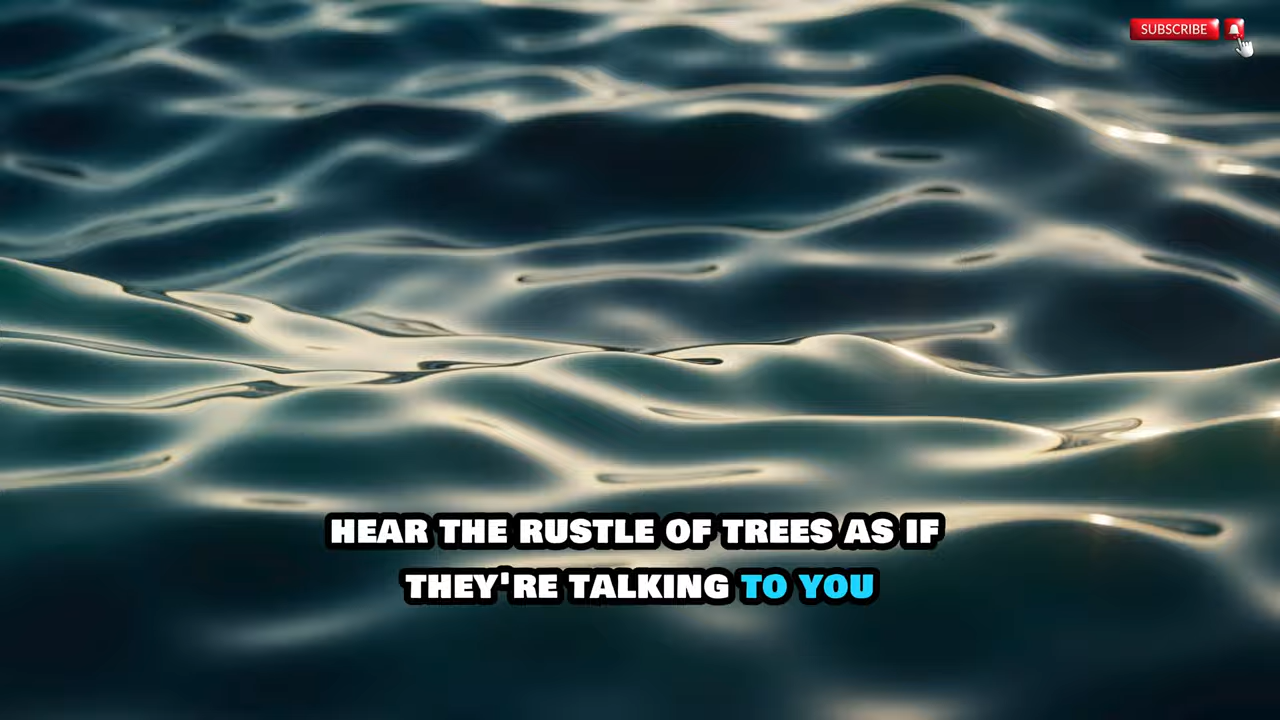 SUBSCRIBE
HEAR THE RUSTLE OF TREES AS IF
THEY'RE TALKING TO YOU